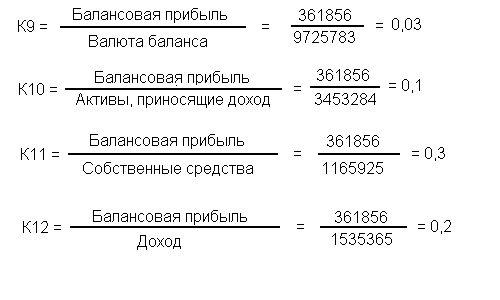 К9 = Балансовая прибыль / Валюта баланса = 361856 / 9725783 = 0,03
К10 = Балансовая прибыль / Активы, приносящие доход = 361856 / 3453284 = 0,1
К11 = Балансовая прибыль / Собственные средства = 361856 / 1165925 = 0,3
К12 = Балансовая прибыль / Доход = 361856 / 1535365 = 0,2